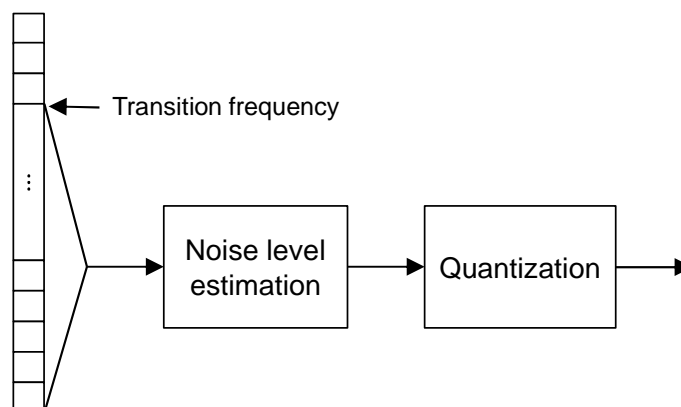 Transition frequency
...
Noise level
estimation
Quantization